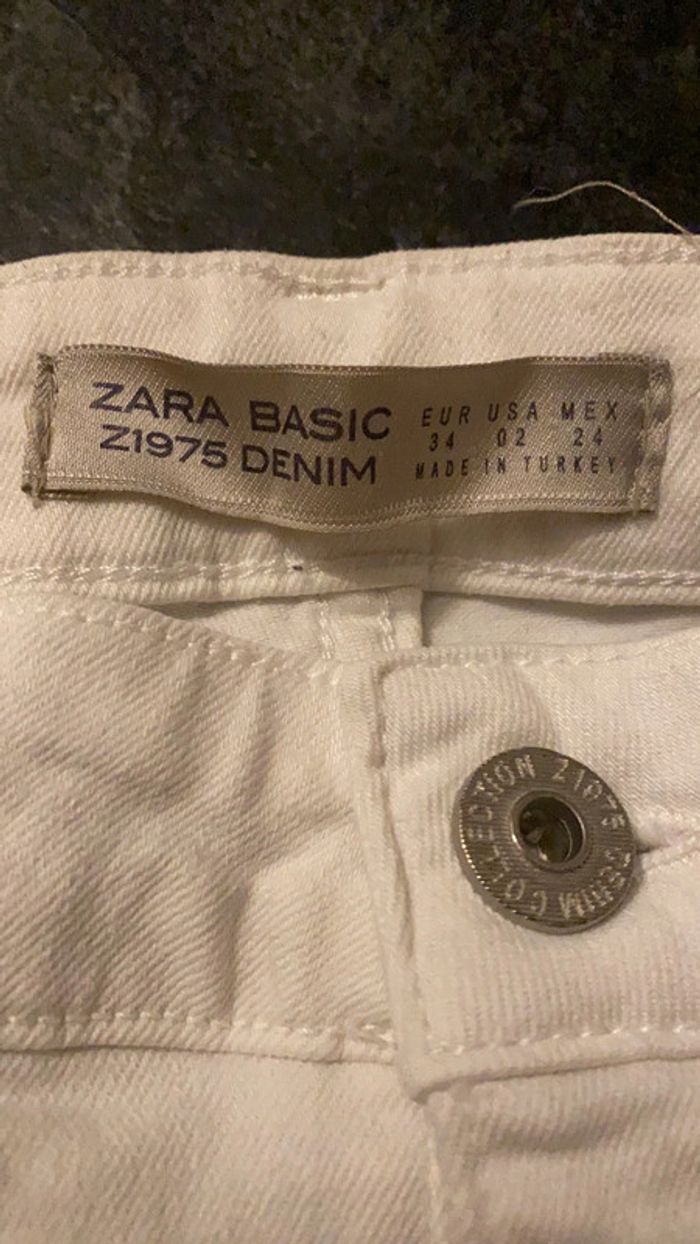 ZARA BASIC
Z1975 DENIM
EUR USA MEX
34 02 24
MADE IN TURKEY
Z1975 DENIM COLLECTION